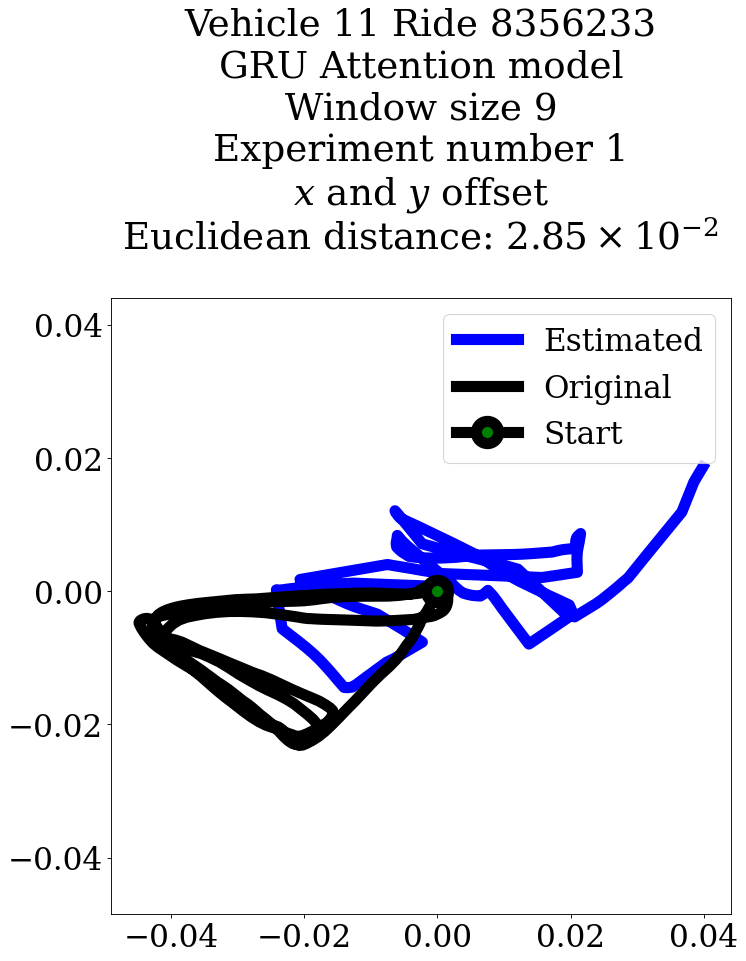 Vehicle 11 Ride 8356233
GRU Attention model
Window size 9
Experiment number 1
x and y offset
Euclidean distance: 2.85 × 10⁻²
Estimated
Original
Start
0.04
0.02
0.00
−0.02
−0.04
−0.04 −0.02 0.00 0.02 0.04